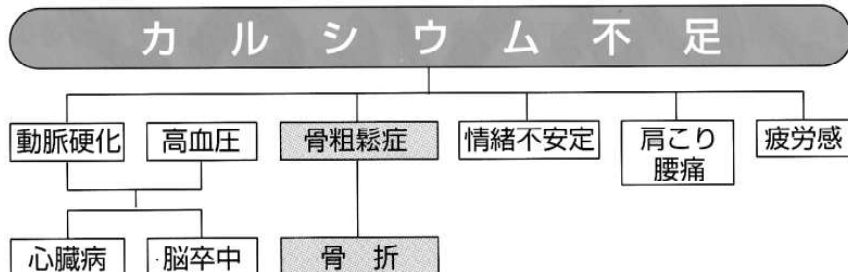 カルシウム不足
動脈硬化 高血圧 骨粗鬆症 情緒不安定 肩こり 腰痛 疲労感
心臓病 脳卒中 骨折